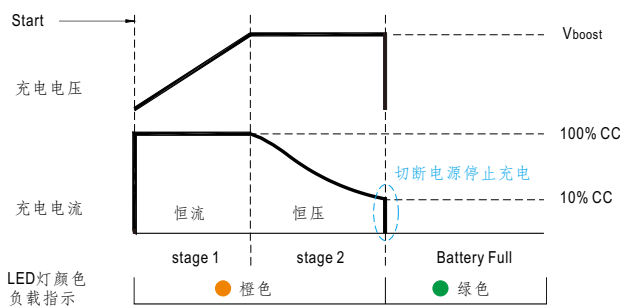 Start
Vboost
充电电压
100% CC
切断电源停止充电
10% CC
充电电流
恒流
恒压
stage 1
stage 2
Battery Full
LED灯颜色
负载指示
橙色
绿色